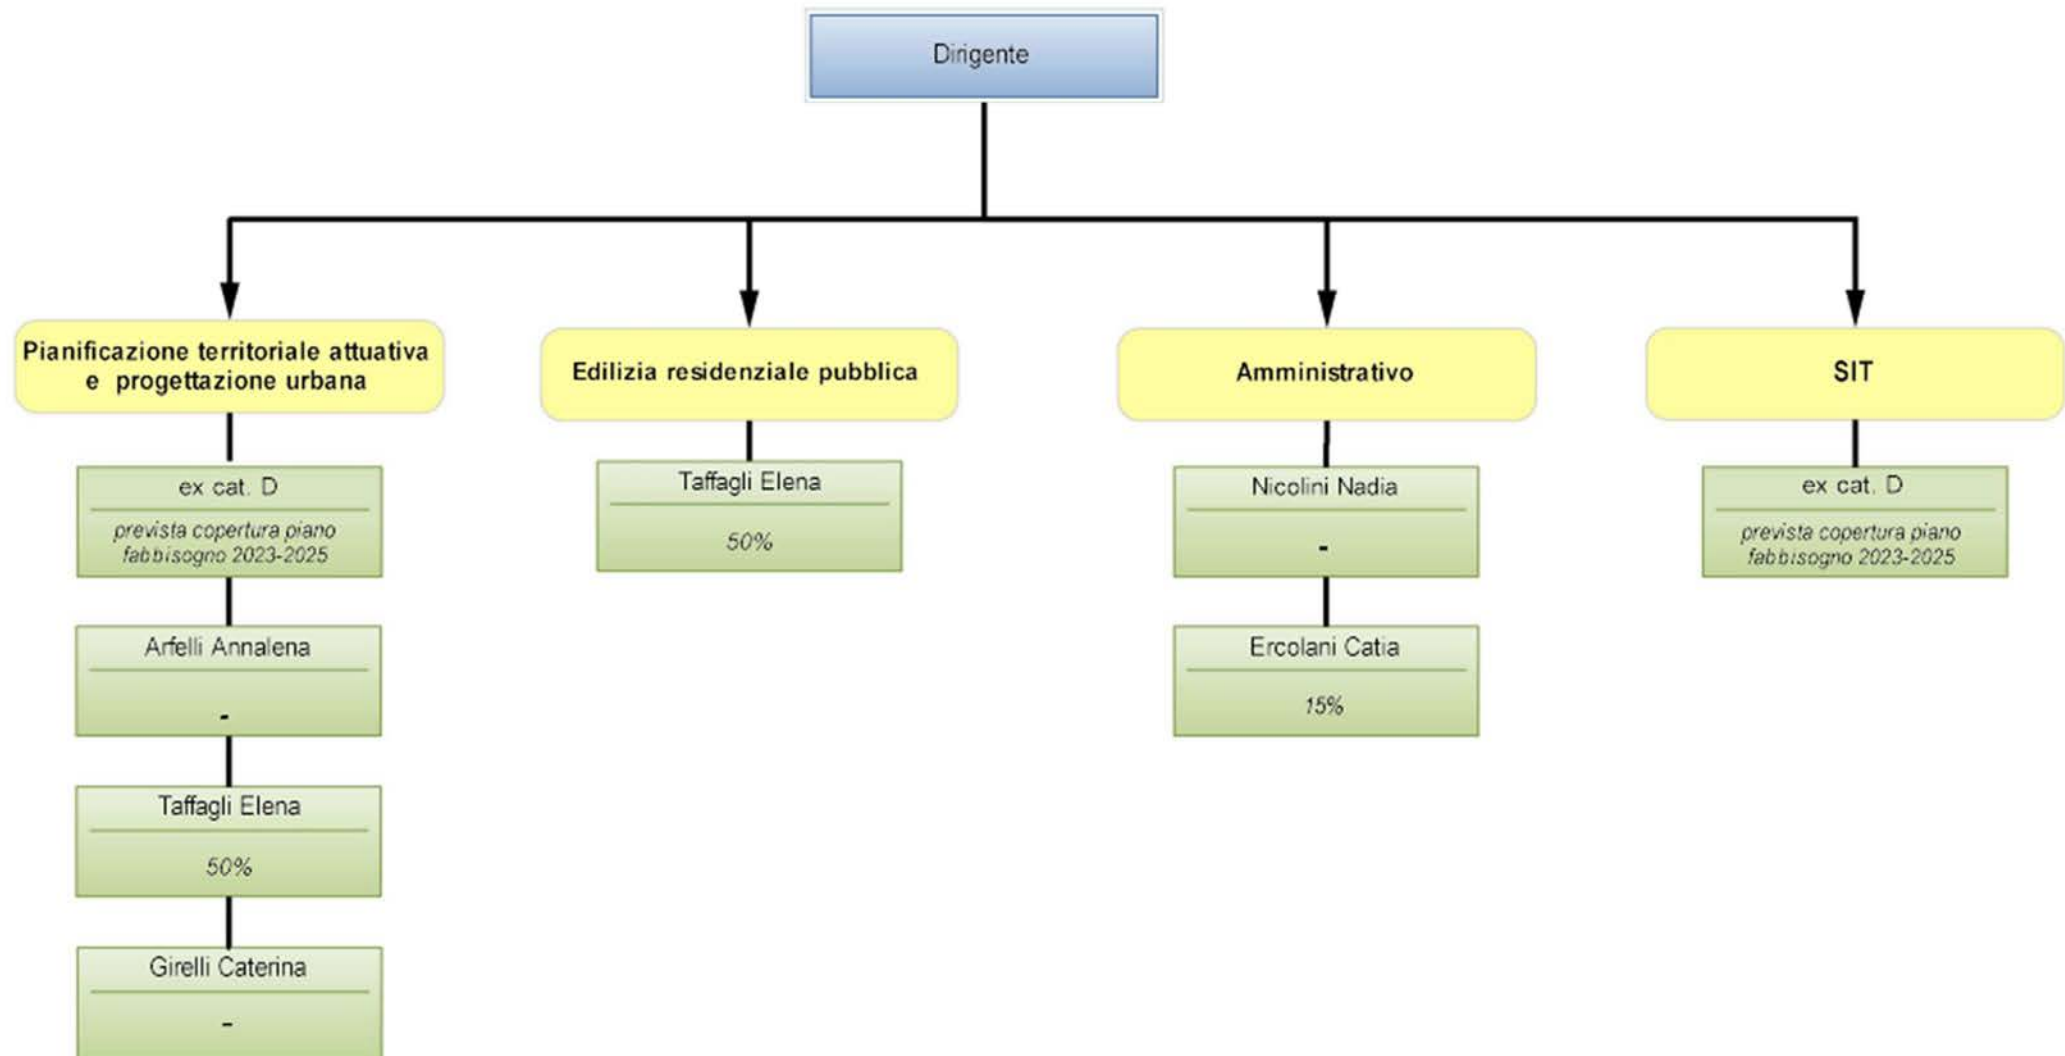 Dirigente
Pianificazione territoriale attuativa
e progettazione urbana
ex cat. D
prevista copertura piano
fabbisogno 2023-2025
Arfelli Annalena
-
Taffagli Elena
50%
Girelli Caterina
-
Edilizia residenziale pubblica
Taffagli Elena
50%
Amministrativo
Nicolini Nadia
-
Ercolani Catia
15%
SIT
ex cat. D
prevista copertura piano
fabbisogno 2023-2025